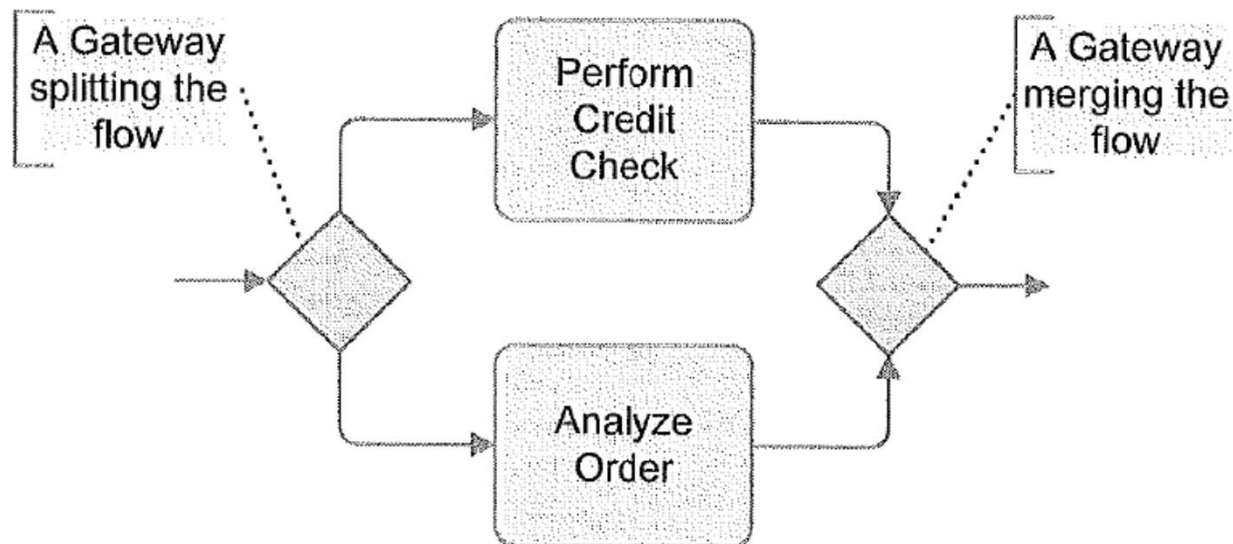 A Gateway
splitting the
flow
Perform
Credit
Check
A Gateway
merging the
flow
Analyze
Order